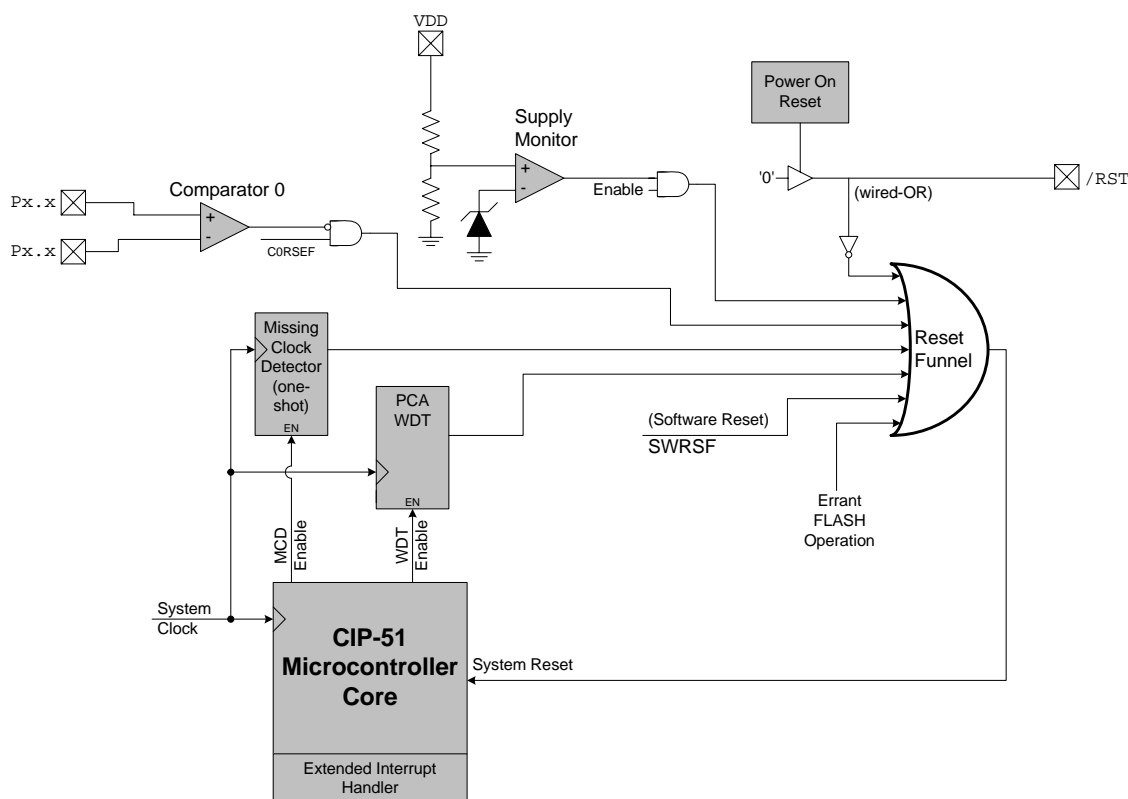 VDD
Power On
Reset
Supply
Monitor
+
-
Enable
'0'
(wired-OR)
/RST
Comparator 0
Px.x
+
-
Px.x
C0RSEF
Missing
Clock
Detector
(one-
shot)
EN
PCA
WDT
EN
Reset
Funnel
(Software Reset)
SWRSF
Errant
FLASH
Operation
MCD
Enable
WDT
Enable
System
Clock
CIP-51
Microcontroller
Core
System Reset
Extended Interrupt
Handler